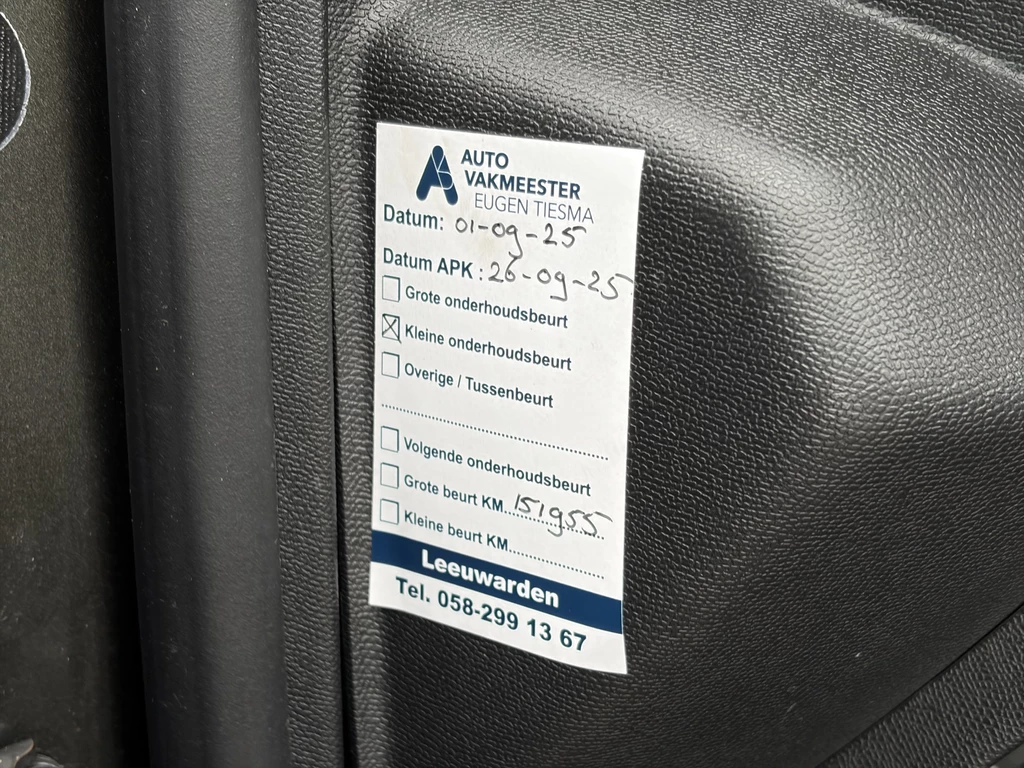 AUTO
VAKMEESTER
EUGEN TIESMA
Datum: 01-09-25
Datum APK : 26-09-25
Grote onderhoudsbeurt
Kleine onderhoudsbeurt
Overige / Tussenbeurt
Volgende onderhoudsbeurt
Grote beurt KM 151955
Kleine beurt KM
Leeuwarden
Tel. 058-299 13 67